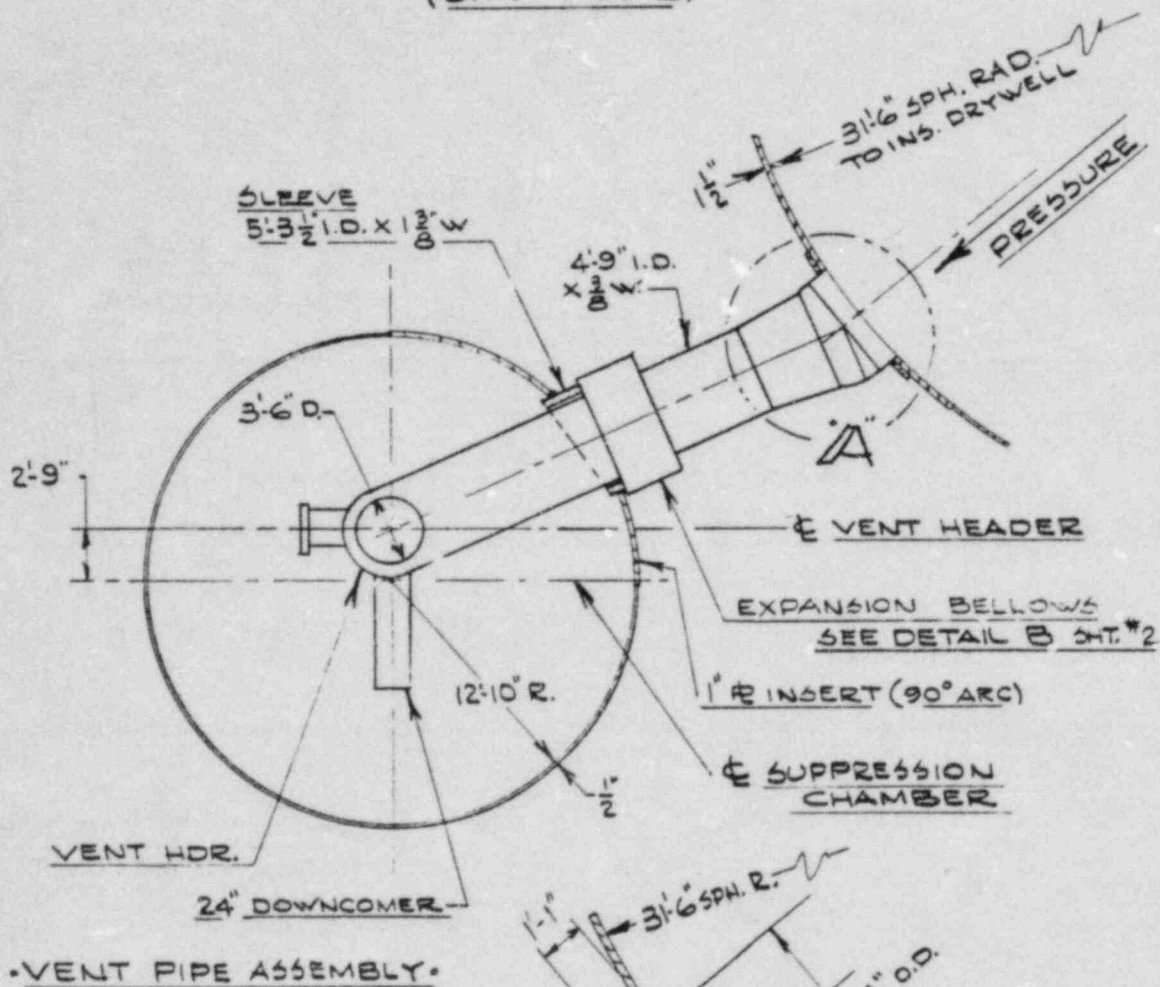 31'-6" SPH. RAD.
TO INS. DRYWELL
1 1/2"
PRESSURE
SLEEVE
5'-3 1/2" I.D. X 1 3/8" W
4'-9" I.D.
X 3/8" W.
"A"
3'-6" D.
2'-9"
℄ VENT HEADER
EXPANSION BELLOWS
SEE DETAIL B SHT. #2
12'-10" R.
1" ⅊ INSERT (90° ARC)
℄ SUPPRESSION
CHAMBER
1/2"
VENT HDR.
24" DOWNCOMER
31'-6" SPH. R.
1'-1"
" O.D.
•VENT PIPE ASSEMBLY•